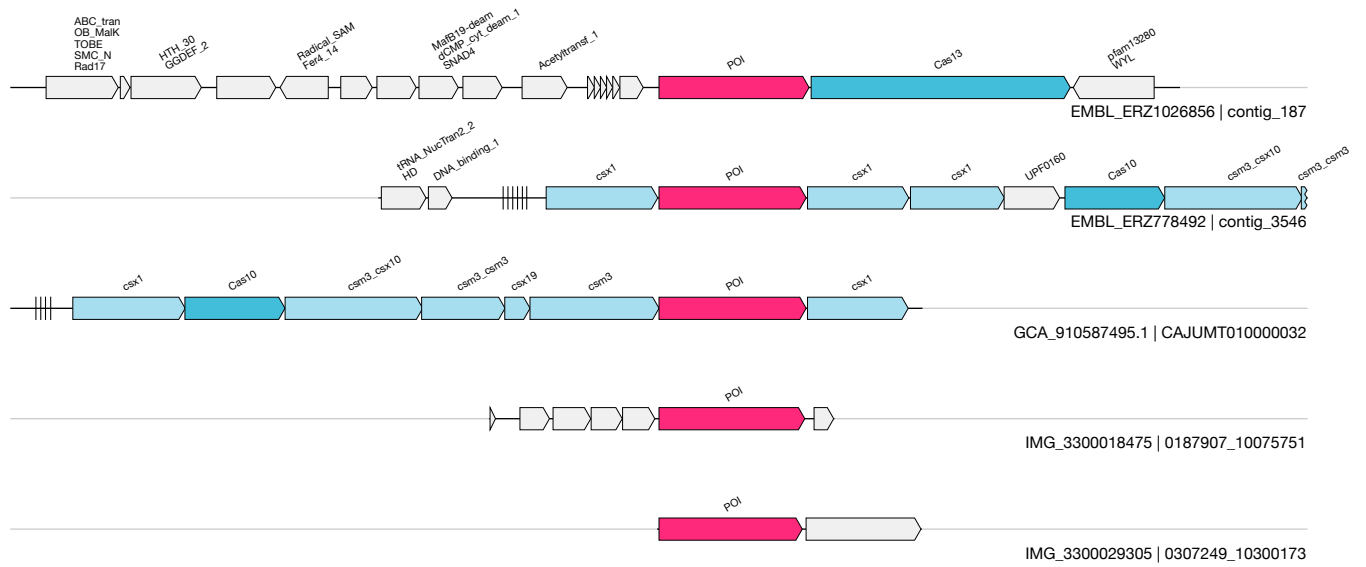 ABC_tran
OB_MalK
TOBE
SMC_N
Rad17
HTH_30
GGDEF_2
Radical_SAM
Fer4_14
MafB19-deam
dCMP_cyt_deam_1
SNAD4
Acetyltransf_1
POI
Cas13
pfam13280
WYL
EMBL_ERZ1026856 | contig_187
tRNA_NucTran2_2
HD
DNA_binding_1
csx1
POI
csx1
csx1
UPF0160
Cas10
csm3_csx10
csm3_csm3
EMBL_ERZ778492 | contig_3546
csx1
Cas10
csm3_csx10
csm3_csm3
csx19
csm3
POI
csx1
GCA_910587495.1 | CAJUMT010000032
POI
IMG_3300018475 | 0187907_10075751
POI
IMG_3300029305 | 0307249_10300173